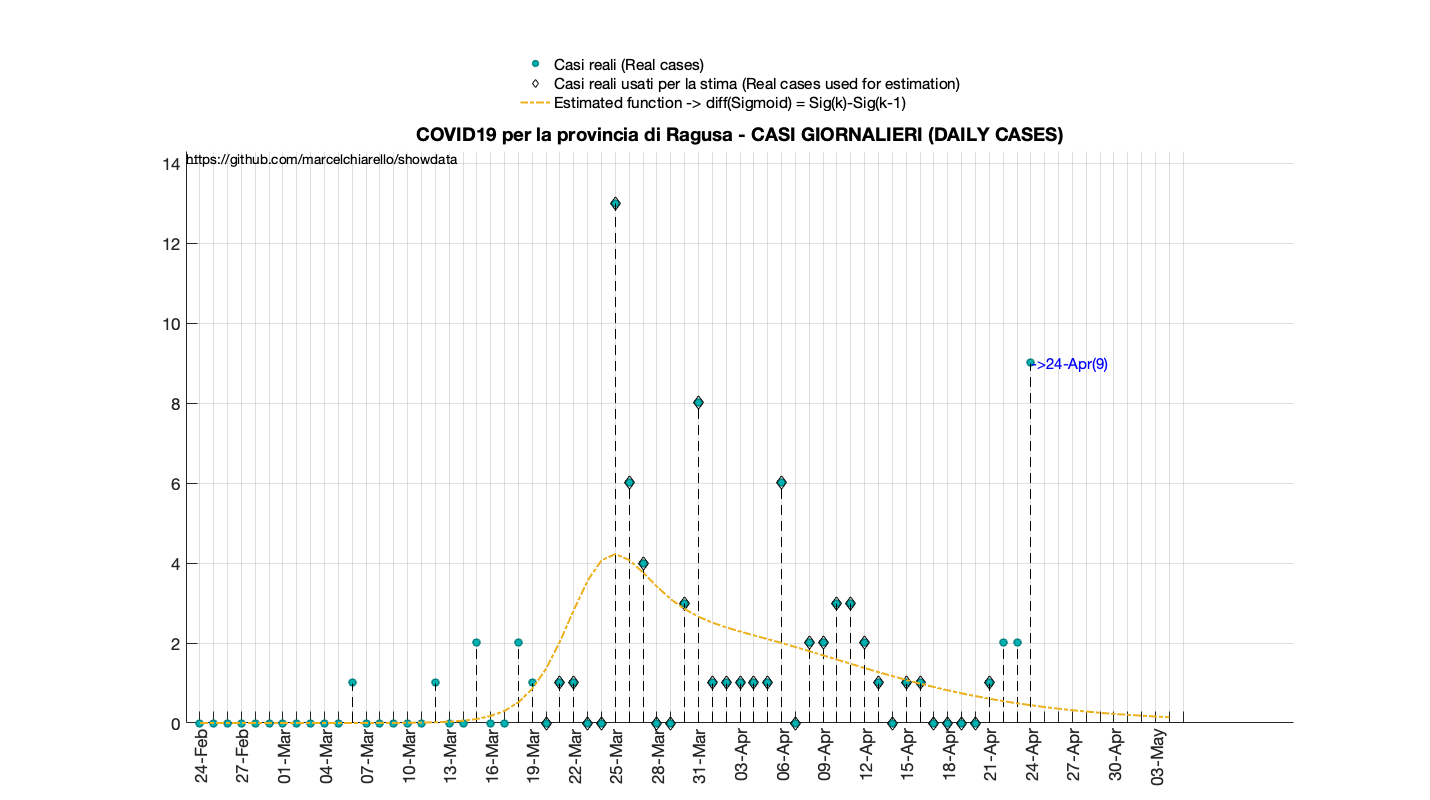 Casi reali (Real cases)
Casi reali usati per la stima (Real cases used for estimation)
Estimated function -> diff(Sigmoid) = Sig(k)-Sig(k-1)
COVID19 per la provincia di Ragusa - CASI GIORNALIERI (DAILY CASES)
https://github.com/marcelchiarello/showdata
14
12
10
8
6
4
2
0
->24-Apr(9)
24-Feb
27-Feb
01-Mar
04-Mar
07-Mar
10-Mar
13-Mar
16-Mar
19-Mar
22-Mar
25-Mar
28-Mar
31-Mar
03-Apr
06-Apr
09-Apr
12-Apr
15-Apr
18-Apr
21-Apr
24-Apr
27-Apr
30-Apr
03-May